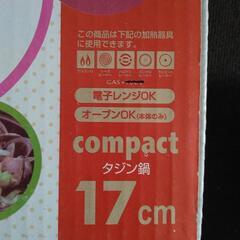 この商品は下記の加熱器具
に使用できます。
電子レンジOK
オーブンOK(本体のみ)
compact
タジン鍋
17cm